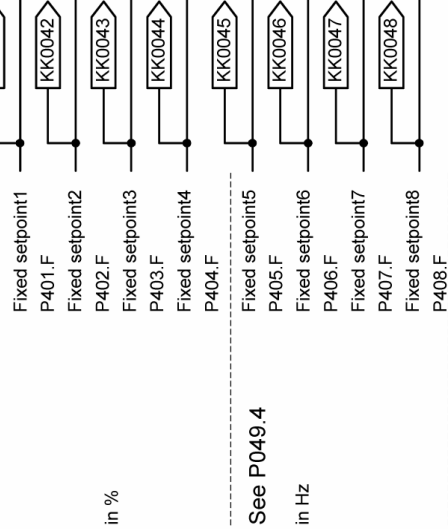 KK0042
KK0043
KK0044
KK0045
KK0046
KK0047
KK0048
Fixed setpoint1
P401.F
Fixed setpoint2
P402.F
Fixed setpoint3
P403.F
Fixed setpoint4
P404.F
Fixed setpoint5
P405.F
Fixed setpoint6
P406.F
Fixed setpoint7
P407.F
Fixed setpoint8
P408.F
in %
See P049.4
in Hz